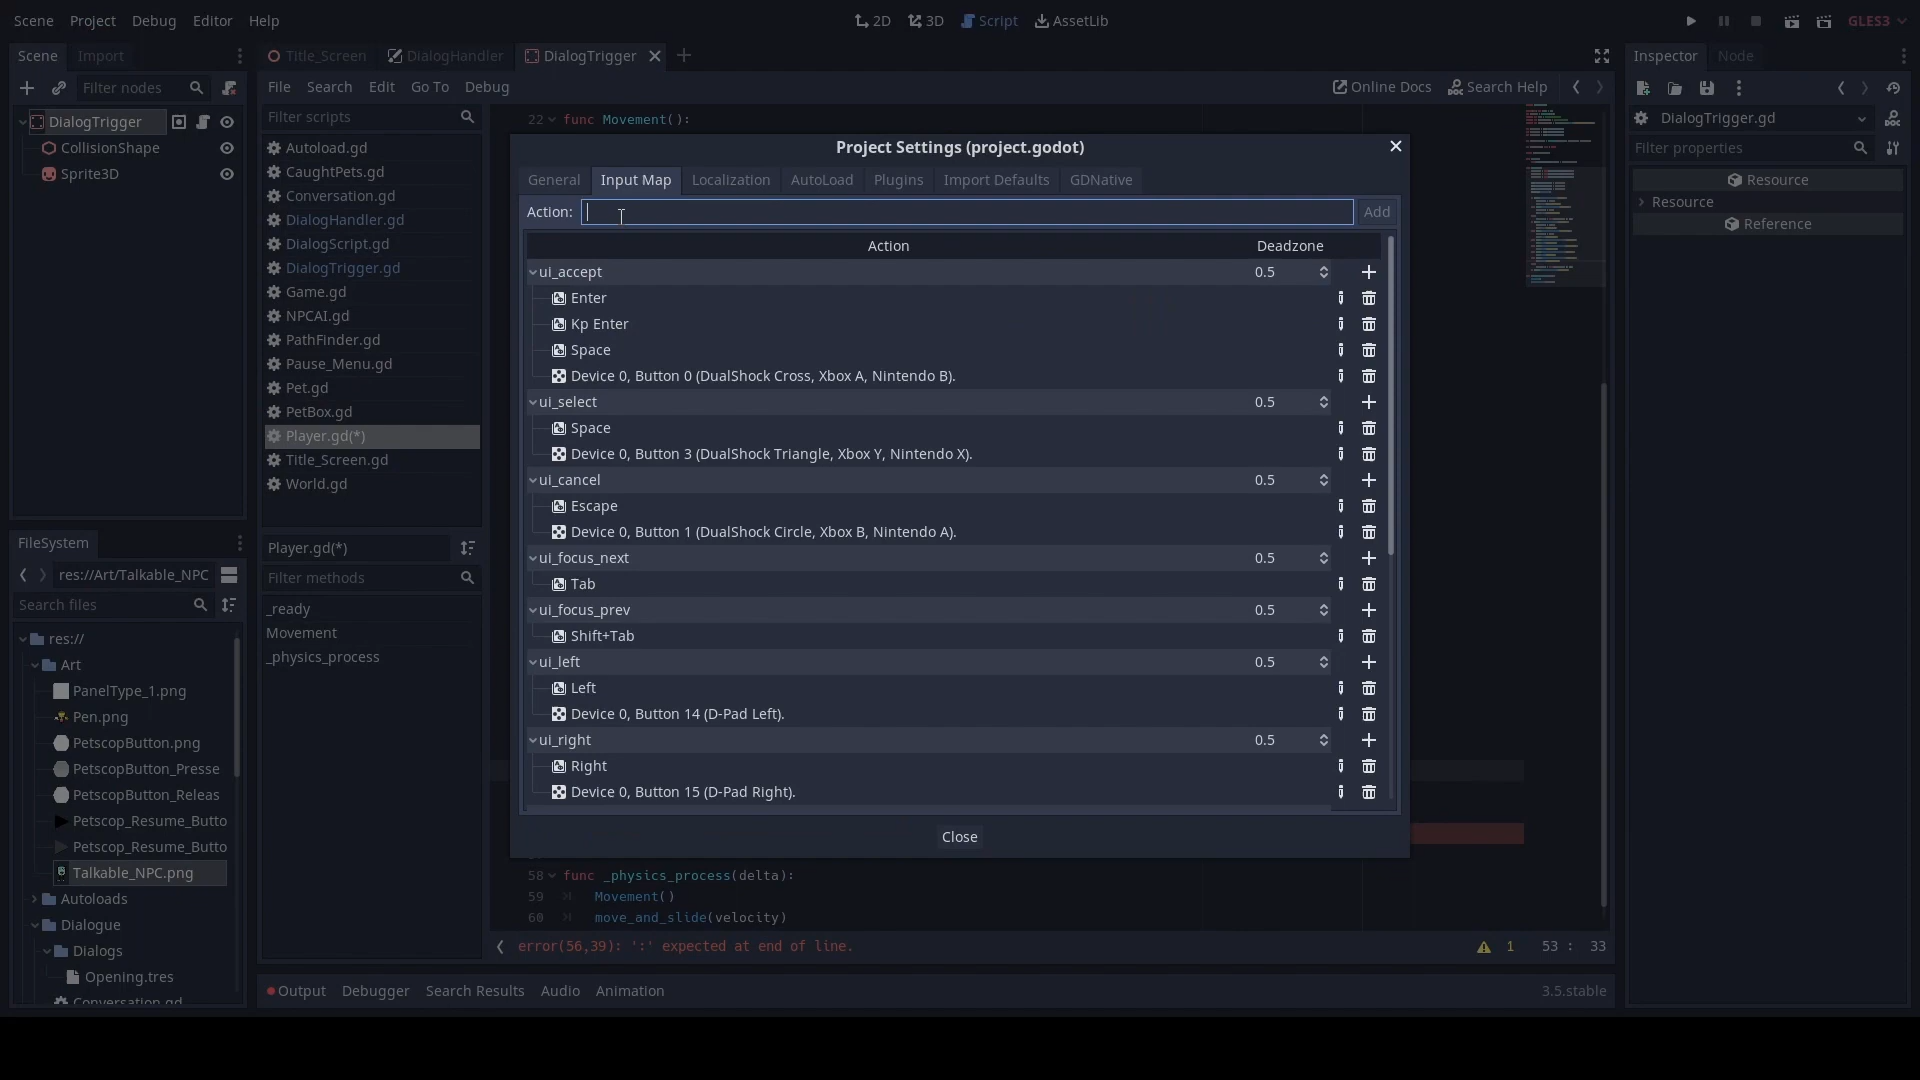 Scene Project Debug Editor Help
2D 3D Script AssetLib
GLES3
Scene Import
Filter nodes
DialogTrigger
CollisionShape
Sprite3D
FileSystem
res://Art/Talkable_NPC
Search files
res://
Art
PanelType_1.png
Pen.png
PetscopButton.png
PetscopButton_Presse
PetscopButton_Releas
Petscop_Resume_Butto
Petscop_Resume_Butto
Talkable_NPC.png
Autoloads
Dialogue
Dialogs
Opening.tres
Conversation.gd
Title_Screen DialogHandler DialogTrigger
File Search Edit Go To Debug
Online Docs Search Help
Filter scripts
Autoload.gd
CaughtPets.gd
Conversation.gd
DialogHandler.gd
DialogScript.gd
DialogTrigger.gd
Game.gd
NPCAI.gd
PathFinder.gd
Pause_Menu.gd
Pet.gd
PetBox.gd
Player.gd(*)
Title_Screen.gd
World.gd
Player.gd(*)
Filter methods
_ready
Movement
_physics_process
22 func Movement():
Project Settings (project.godot)
General Input Map Localization AutoLoad Plugins Import Defaults GDNative
Action: Add
Action Deadzone
ui_accept 0.5
Enter
Kp Enter
Space
Device 0, Button 0 (DualShock Cross, Xbox A, Nintendo B).
ui_select 0.5
Space
Device 0, Button 3 (DualShock Triangle, Xbox Y, Nintendo X).
ui_cancel 0.5
Escape
Device 0, Button 1 (DualShock Circle, Xbox B, Nintendo A).
ui_focus_next 0.5
Tab
ui_focus_prev 0.5
Shift+Tab
ui_left 0.5
Left
Device 0, Button 14 (D-Pad Left).
ui_right 0.5
Right
Device 0, Button 15 (D-Pad Right).
Close
58 func _physics_process(delta):
59 Movement()
60 move_and_slide(velocity)
error(56,39): ':' expected at end of line.
1 53 : 33
Output Debugger Search Results Audio Animation
3.5.stable
Inspector Node
DialogTrigger.gd
Filter properties
Resource
Resource
Reference